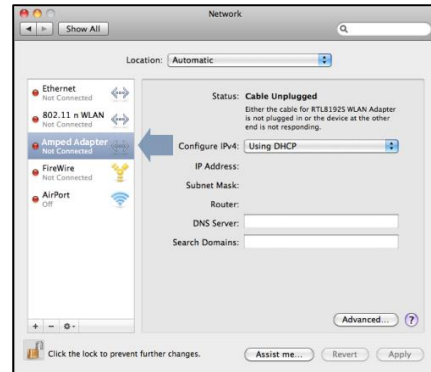 Network
Show All
Location: Automatic
Ethernet
Not Connected
802.11 n WLAN
Not Connected
Amped Adapter
Not Connected
FireWire
Not Connected
AirPort
Off
Status: Cable Unplugged
Either the cable for RTL8192S WLAN Adapter
is not plugged in or the device at the other
end is not responding.
Configure IPv4: Using DHCP
IP Address:
Subnet Mask:
Router:
DNS Server:
Search Domains:
Advanced... ?
+ −
Click the lock to prevent further changes.
Assist me... Revert Apply